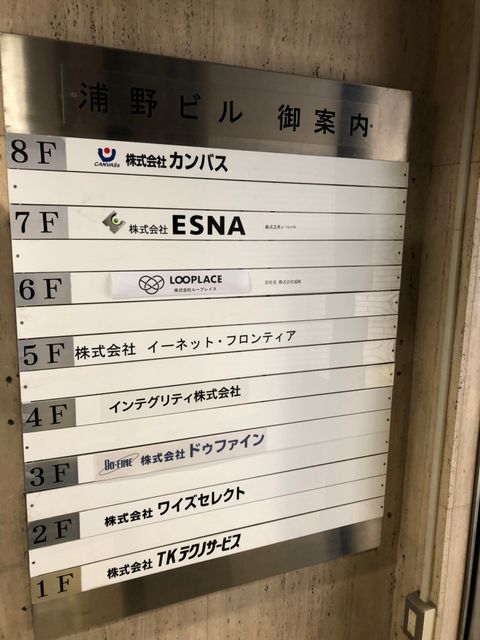 浦野ビル 御案内
8F CANVASs 株式会社 カンバス
7F 株式会社 ESNA
6F LOOPLACE
株式会社ループレイス
5F 株式会社 イーネット・フロンティア
4F インテグリティ株式会社
3F Do-FINE 株式会社 ドゥファイン
2F 株式会社 ワイズセレクト
1F 株式会社 TKテクノサービス